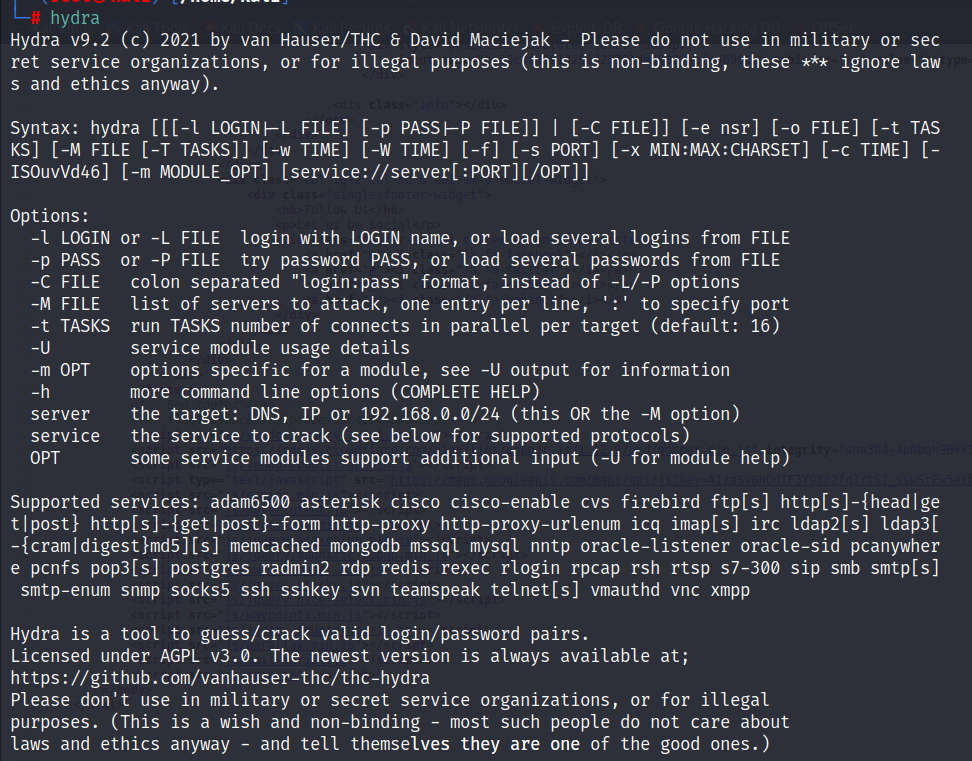 # hydra
Hydra v9.2 (c) 2021 by van Hauser/THC & David Maciejak - Please do not use in military or sec
ret service organizations, or for illegal purposes (this is non-binding, these *** ignore law
s and ethics anyway).
Syntax: hydra [[[-l LOGIN|-L FILE] [-p PASS|-P FILE]] | [-C FILE]] [-e nsr] [-o FILE] [-t TAS
KS] [-M FILE [-T TASKS]] [-w TIME] [-W TIME] [-f] [-s PORT] [-x MIN:MAX:CHARSET] [-c TIME] [-
ISOuvVd46] [-m MODULE_OPT] [service://server[:PORT][/OPT]]
Options:
-l LOGIN or -L FILE login with LOGIN name, or load several logins from FILE
-p PASS or -P FILE try password PASS, or load several passwords from FILE
-C FILE colon separated "login:pass" format, instead of -L/-P options
-M FILE list of servers to attack, one entry per line, ':' to specify port
-t TASKS run TASKS number of connects in parallel per target (default: 16)
-U service module usage details
-m OPT options specific for a module, see -U output for information
-h more command line options (COMPLETE HELP)
server the target: DNS, IP or 192.168.0.0/24 (this OR the -M option)
service the service to crack (see below for supported protocols)
OPT some service modules support additional input (-U for module help)
Supported services: adam6500 asterisk cisco cisco-enable cvs firebird ftp[s] http[s]-{head|ge
t|post} http[s]-{get|post}-form http-proxy http-proxy-urlenum icq imap[s] irc ldap2[s] ldap3[
-{cram|digest}md5][s] memcached mongodb mssql mysql nntp oracle-listener oracle-sid pcanywher
e pcnfs pop3[s] postgres radmin2 rdp redis rexec rlogin rpcap rsh rtsp s7-300 sip smb smtp[s]
smtp-enum snmp socks5 ssh sshkey svn teamspeak telnet[s] vmauthd vnc xmpp
Hydra is a tool to guess/crack valid login/password pairs.
Licensed under AGPL v3.0. The newest version is always available at;
https://github.com/vanhauser-thc/thc-hydra
Please don't use in military or secret service organizations, or for illegal
purposes. (This is a wish and non-binding - most such people do not care about
laws and ethics anyway - and tell themselves they are one of the good ones.)